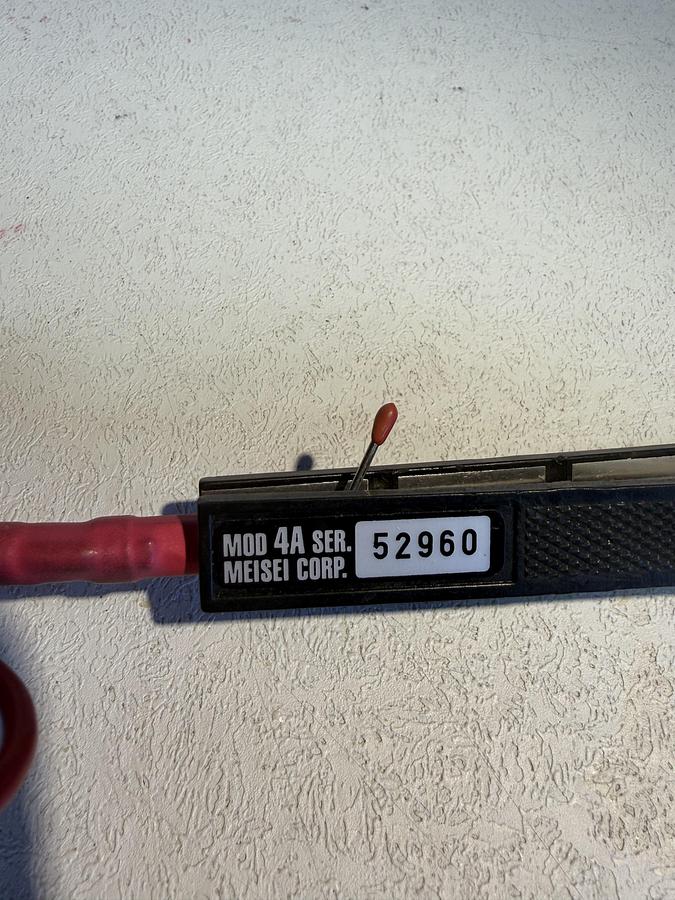 MOD 4A SER. 52960
MEISEI CORP.